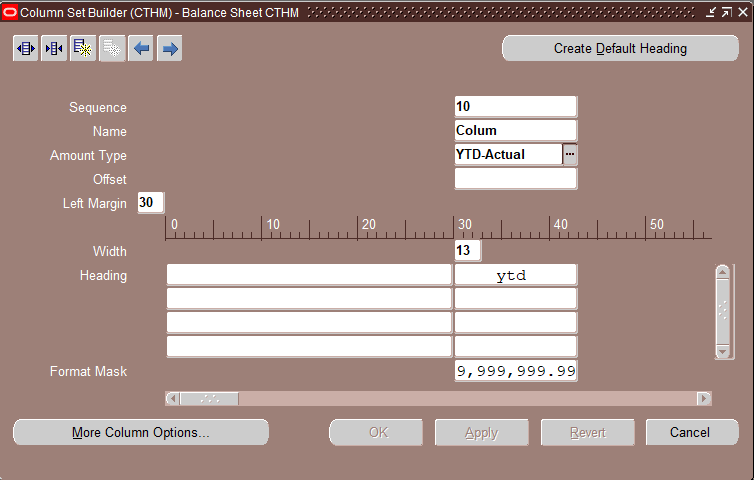 Column Set Builder (CTHM) - Balance Sheet CTHM
Create Default Heading
Sequence 10
Name Colum
Amount Type YTD-Actual ...
Offset
Left Margin 30
0 10 20 30 40 50
Width 13
Heading ytd
Format Mask 9,999,999.99
More Column Options...
OK Apply Revert Cancel